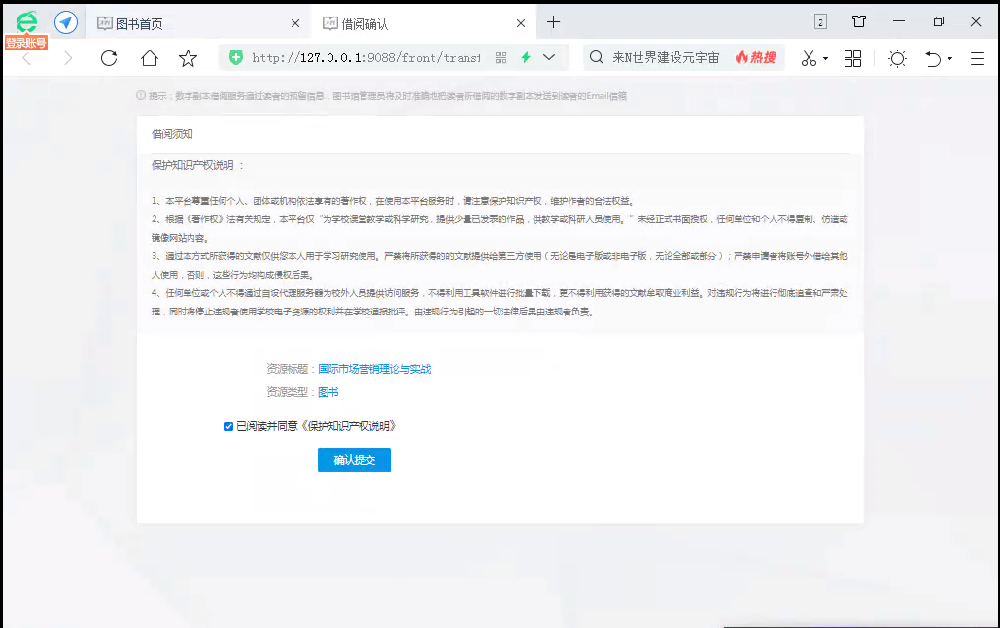 图书首页
借阅确认
2
登录账号
http://127.0.0.1:9088/front/transf
来N世界建设元宇宙
热搜
提示：数字副本借阅服务通过读者的预留信息，图书馆管理员将及时准确地把读者所借阅的数字副本发送到读者的Email信箱
借阅须知
保护知识产权说明 ：
1、本平台尊重任何个人、团体或机构依法享有的著作权，在使用本平台服务时，请注意保护知识产权，维护作者的合法权益。
2、根据《著作权》法有关规定，本平台仅“为学校课堂教学或科学研究，提供少量已发表的作品，供教学或科研人员使用。”未经正式书面授权，任何单位和个人不得复制、仿造或
镜像网站内容。
3、通过本方式所获得的文献仅供您本人用于学习研究使用。严禁将所获得的的文献提供给第三方使用（无论是电子版或非电子版，无论全部或部分）；严禁申请者将账号外借给其他
人使用，否则，这些行为均构成侵权后果。
4、任何单位或个人不得通过自设代理服务器为校外人员提供访问服务，不得利用工具软件进行批量下载，更不得利用获得的文献牟取商业利益。对违规行为将进行彻底追查和严肃处
理，同时将停止违规者使用学校电子资源的权利并在学校通报批评。由违规行为引起的一切法律后果由违规者负责。
资源标题：国际市场营销理论与实战
资源类型：图书
已阅读并同意《保护知识产权说明》
确认提交